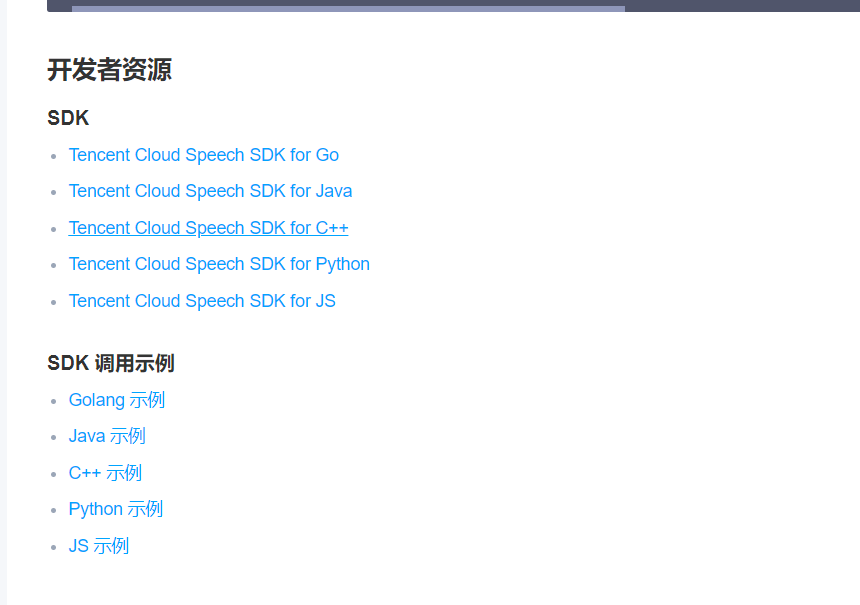 开发者资源
SDK
Tencent Cloud Speech SDK for Go
Tencent Cloud Speech SDK for Java
Tencent Cloud Speech SDK for C++
Tencent Cloud Speech SDK for Python
Tencent Cloud Speech SDK for JS
SDK 调用示例
Golang 示例
Java 示例
C++ 示例
Python 示例
JS 示例